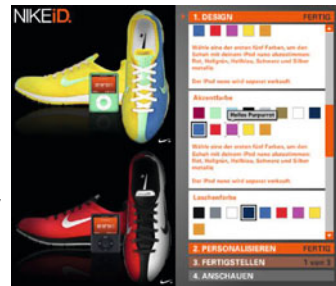 NIKEiD.
1. DESIGN
FERTIG
Wähle eine der ersten fünf Farben, um den
Schuh mit deinem iPod nano abzustimmen:
Rot, Hellgrün, Hellblau, Schwarz und Silber
metallic
Der iPod nano wird separat verkauft.
Akzentfarbe
Helles Purpurrot
Wähle eine der ersten fünf Farben, um den
Schuh mit deinem iPod nano abzustimmen:
Rot, Hellgrün, Hellblau, Schwarz und Silber
metallic
Der iPod nano wird separat verkauft.
Laschenfarbe
2. PERSONALISIEREN
FERTIG
3. FERTIGSTELLEN
1 von 3
4. ANSCHAUEN